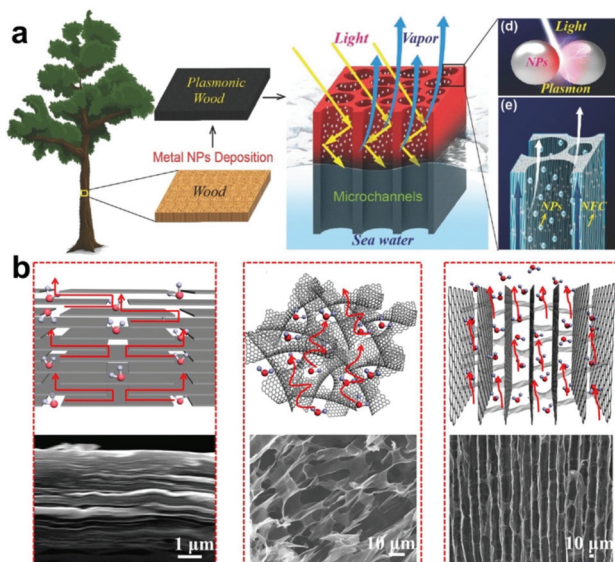 a
Plasmonic
Wood
Metal NPs Deposition
Wood
Light
Vapor
Microchannels
Sea water
(d)
Light
NPs
Plasmon
(e)
NPs
NFC
b
1 μm
10 μm
10 μm